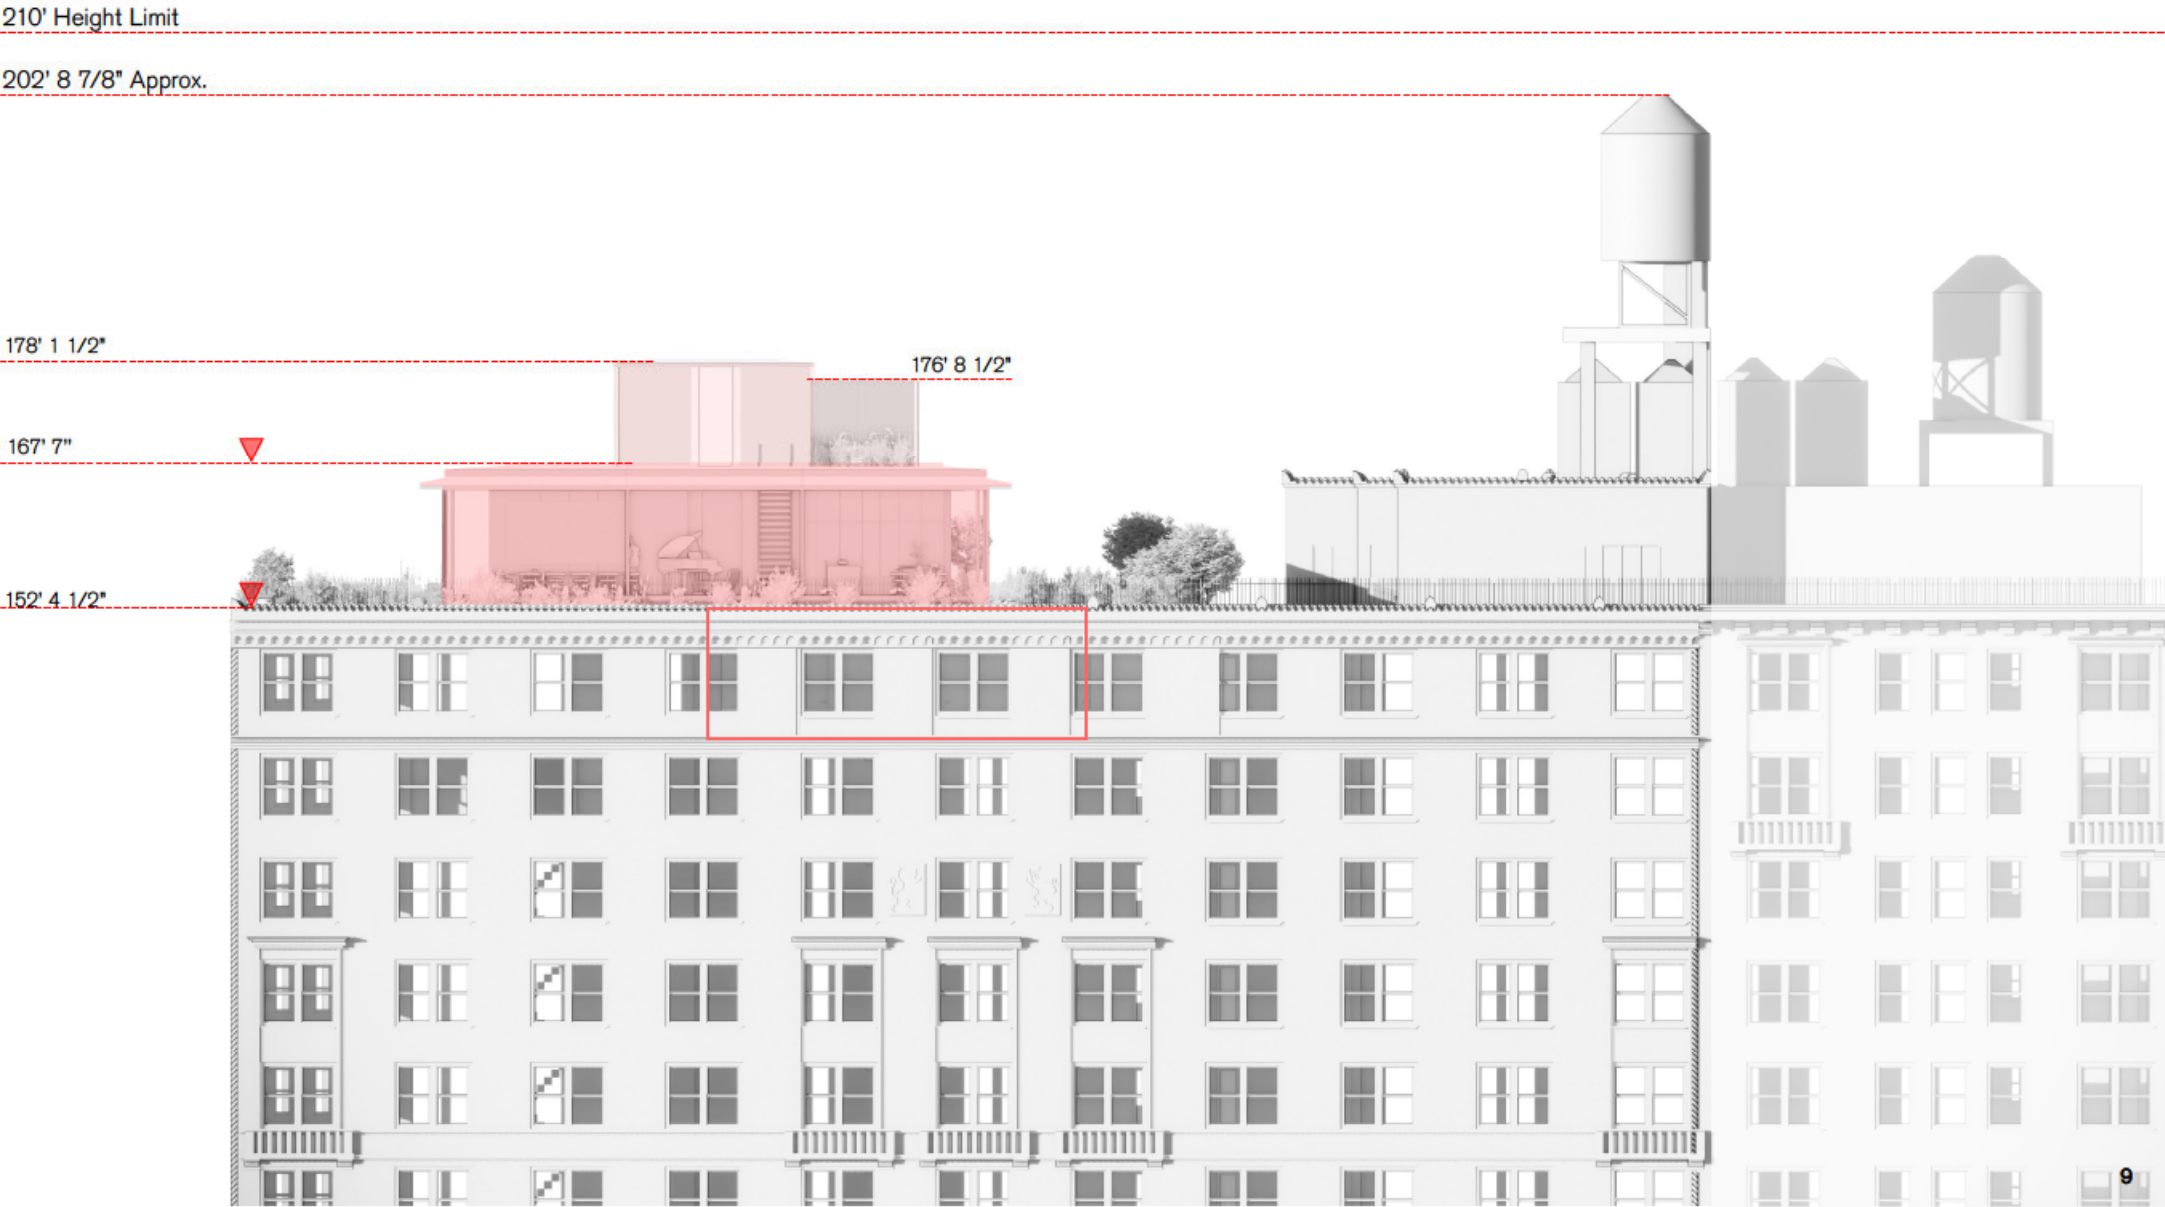 210' Height Limit
202' 8 7/8" Approx.
178' 1 1/2"
176' 8 1/2"
167' 7"
152' 4 1/2"
9